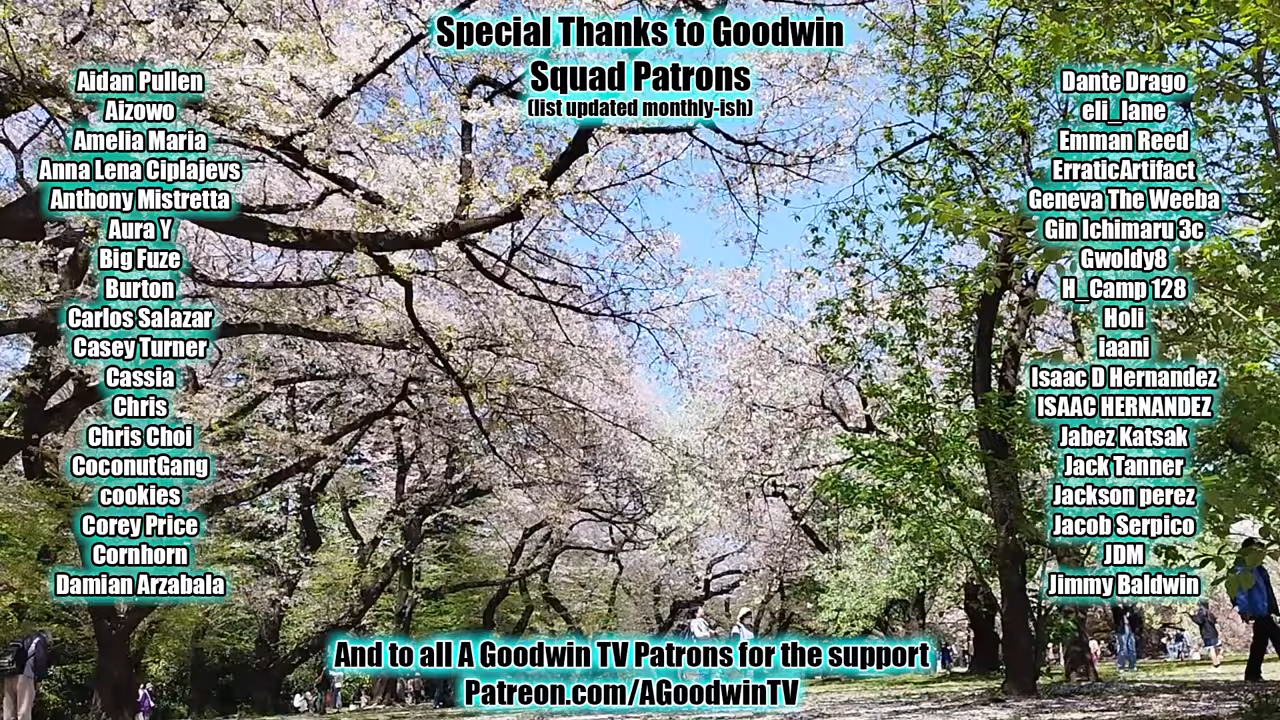 Special Thanks to Goodwin
Squad Patrons
(list updated monthly-ish)
Aidan Pullen
Aizowo
Amelia Maria
Anna Lena Ciplajevs
Anthony Mistretta
Aura Y
Big Fuze
Burton
Carlos Salazar
Casey Turner
Cassia
Chris
Chris Choi
CoconutGang
cookies
Corey Price
Cornhorn
Damian Arzabala
Dante Drago
eli_lane
Emman Reed
ErraticArtifact
Geneva The Weeba
Gin Ichimaru 3c
Gwoldy8
H_Camp 128
Holi
iaani
Isaac D Hernandez
ISAAC HERNANDEZ
Jabez Katsak
Jack Tanner
Jackson perez
Jacob Serpico
JDM
Jimmy Baldwin
And to all A Goodwin TV Patrons for the support
Patreon.com/AGoodwinTV